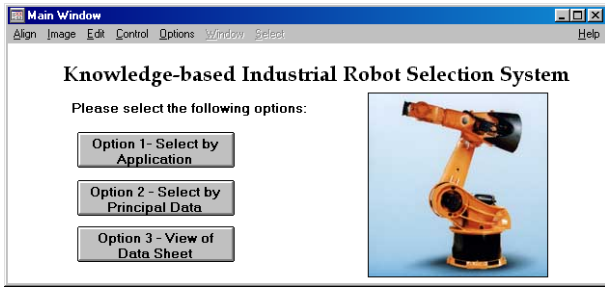 Main Window
Align Image Edit Control Options Window Select Help
Knowledge-based Industrial Robot Selection System
Please select the following options:
Option 1- Select by
Application
Option 2 - Select by
Principal Data
Option 3 - View of
Data Sheet